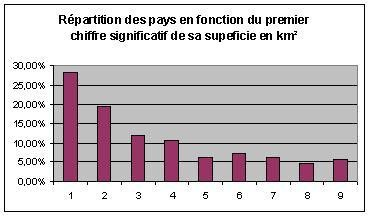 Répartition des pays en fonction du premier
chiffre significatif de sa supeficie en km²
30,00%
25,00%
20,00%
15,00%
10,00%
5,00%
0,00%
1 2 3 4 5 6 7 8 9